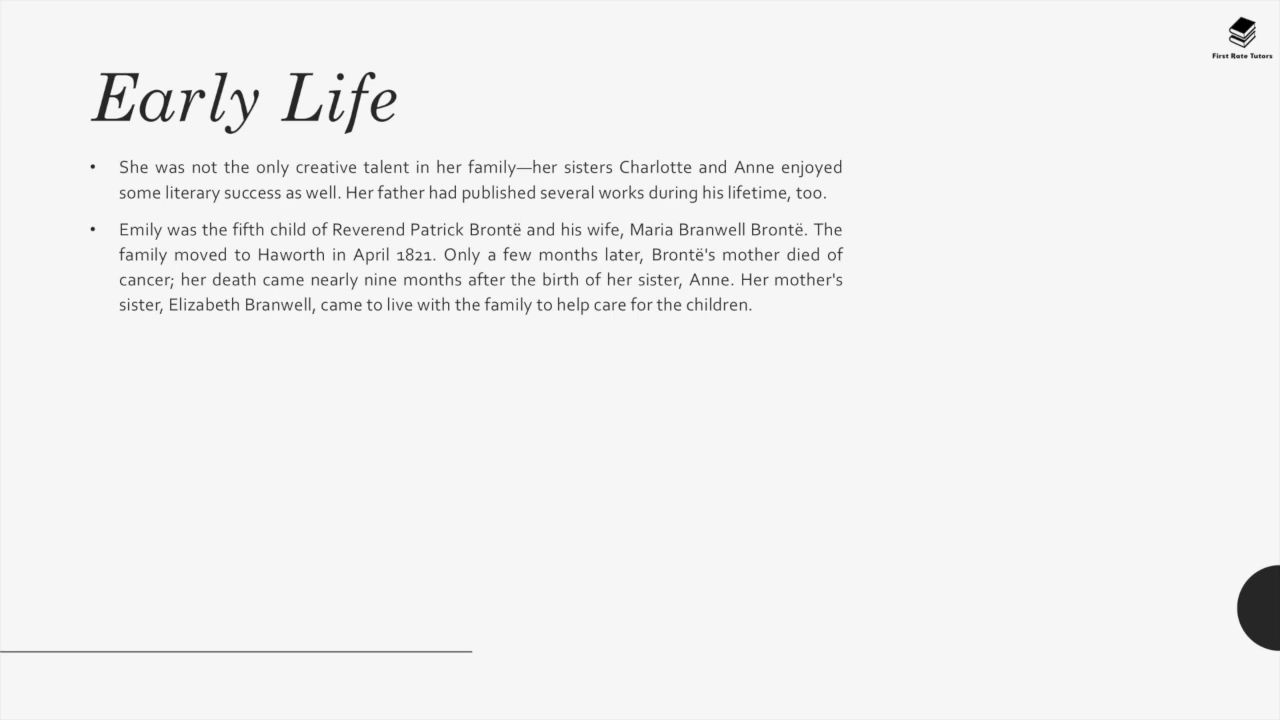 First Rate Tutors
Early Life
• She was not the only creative talent in her family—her sisters Charlotte and Anne enjoyed
some literary success as well. Her father had published several works during his lifetime, too.
• Emily was the fifth child of Reverend Patrick Brontë and his wife, Maria Branwell Brontë. The
family moved to Haworth in April 1821. Only a few months later, Brontë's mother died of
cancer; her death came nearly nine months after the birth of her sister, Anne. Her mother's
sister, Elizabeth Branwell, came to live with the family to help care for the children.